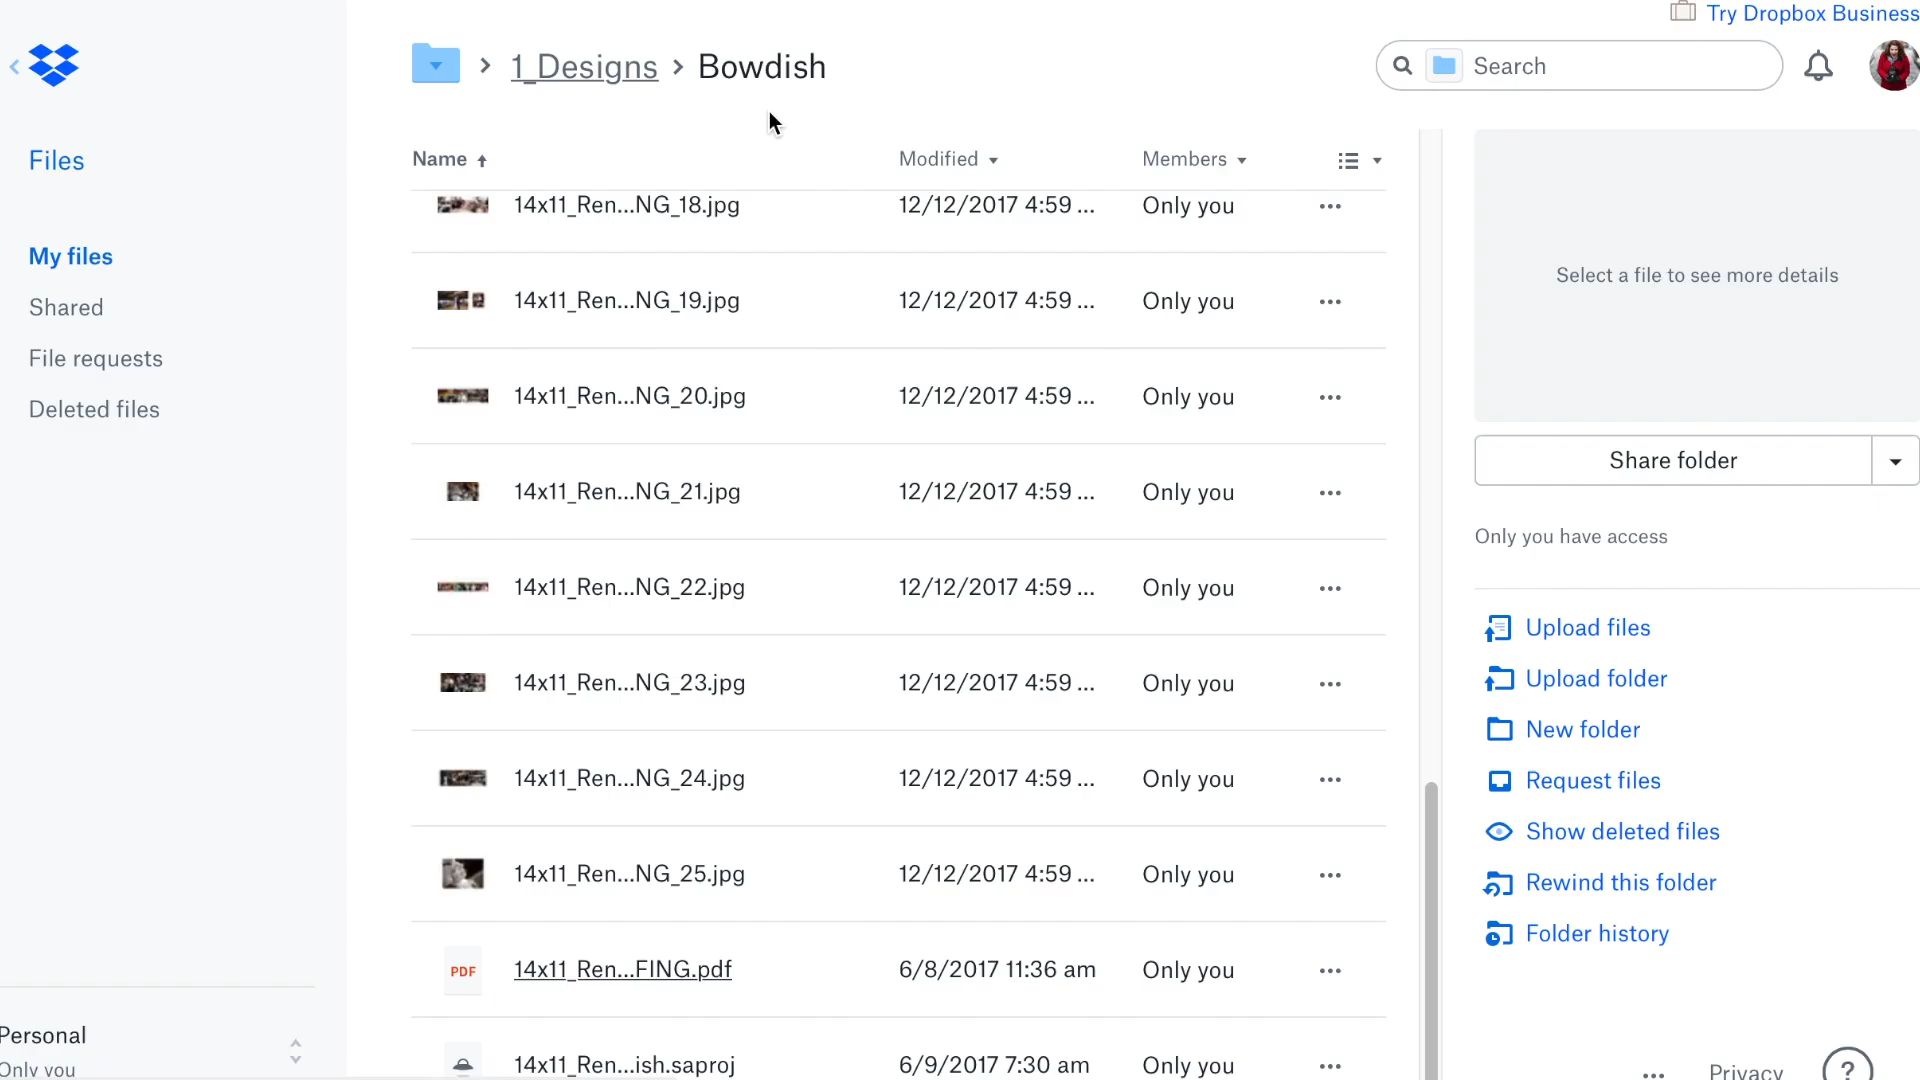 Try Dropbox Business
1_Designs > Bowdish
Search
Files
My files
Shared
File requests
Deleted files
Personal
Only you
Name Modified Members
14x11_Ren...NG_18.jpg 12/12/2017 4:59 ... Only you
14x11_Ren...NG_19.jpg 12/12/2017 4:59 ... Only you
14x11_Ren...NG_20.jpg 12/12/2017 4:59 ... Only you
14x11_Ren...NG_21.jpg 12/12/2017 4:59 ... Only you
14x11_Ren...NG_22.jpg 12/12/2017 4:59 ... Only you
14x11_Ren...NG_23.jpg 12/12/2017 4:59 ... Only you
14x11_Ren...NG_24.jpg 12/12/2017 4:59 ... Only you
14x11_Ren...NG_25.jpg 12/12/2017 4:59 ... Only you
PDF 14x11_Ren...FING.pdf 6/8/2017 11:36 am Only you
14x11_Ren...ish.saproj 6/9/2017 7:30 am Only you
Select a file to see more details
Share folder
Only you have access
Upload files
Upload folder
New folder
Request files
Show deleted files
Rewind this folder
Folder history
... Privacy ?